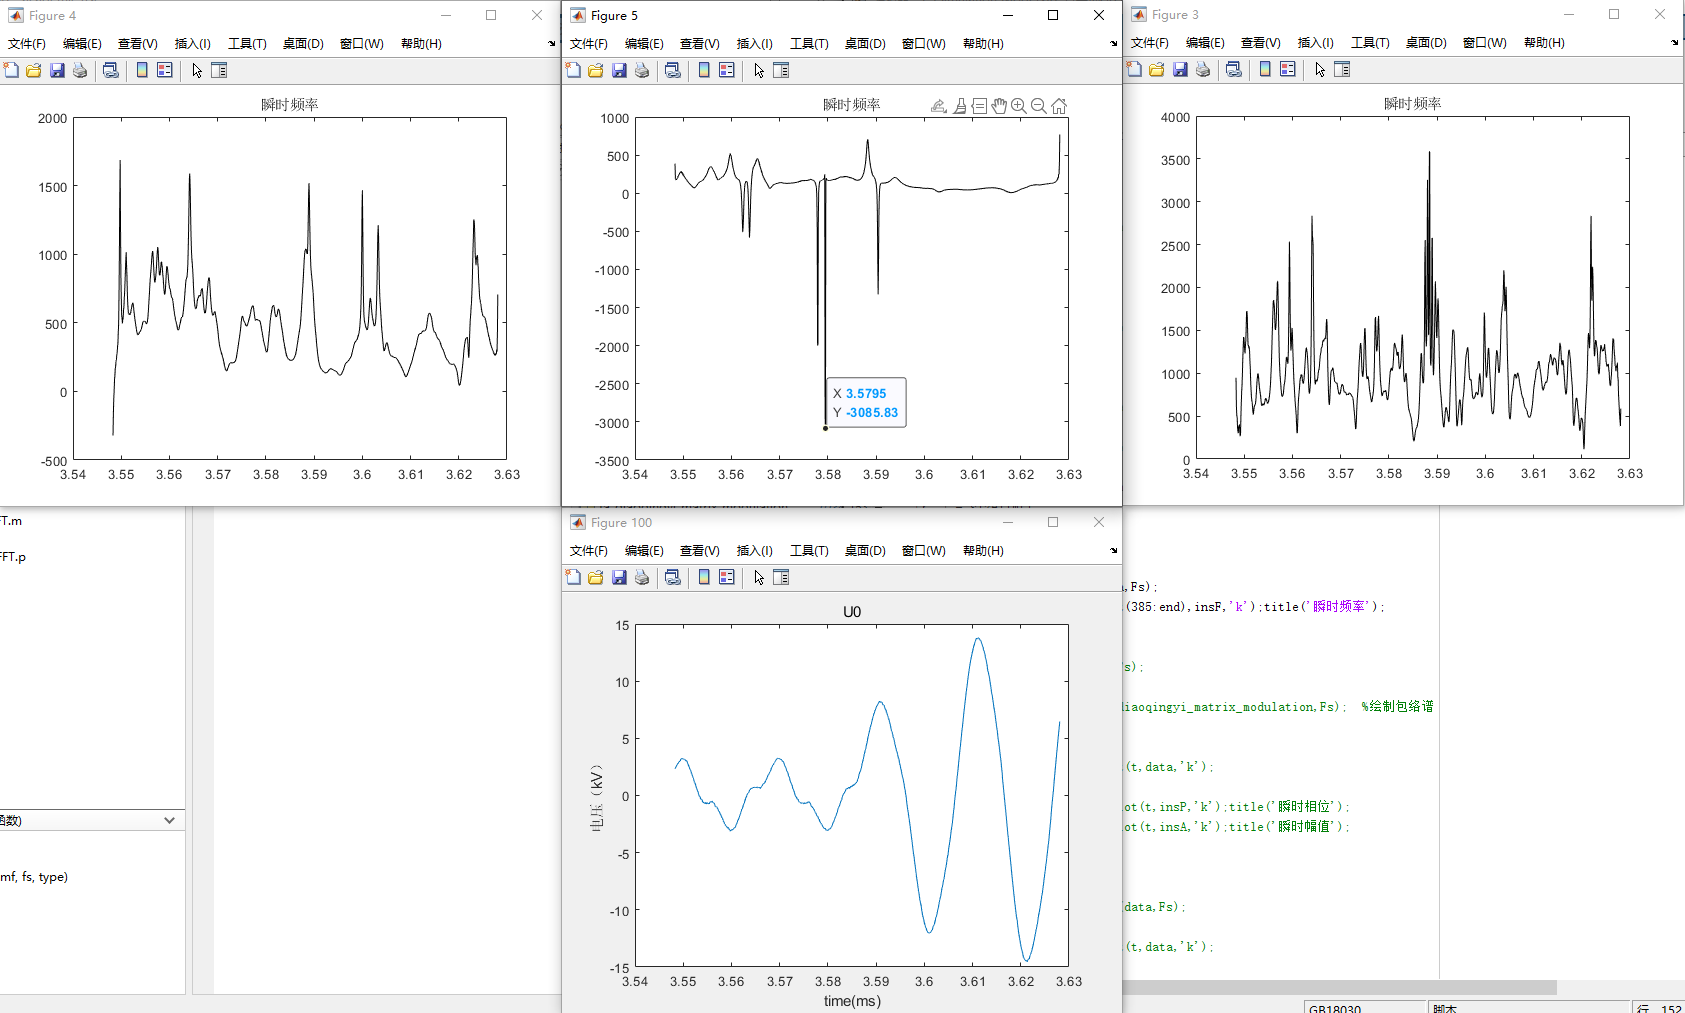 Figure 4
文件(F) 编辑(E) 查看(V) 插入(I) 工具(T) 桌面(D) 窗口(W) 帮助(H)
瞬时频率
2000
1500
1000
500
0
-500
3.54 3.55 3.56 3.57 3.58 3.59 3.6 3.61 3.62 3.63
Figure 5
文件(F) 编辑(E) 查看(V) 插入(I) 工具(T) 桌面(D) 窗口(W) 帮助(H)
瞬时频率
1000
500
0
-500
-1000
-1500
-2000
-2500
-3000
-3500
X 3.5795
Y -3085.83
3.54 3.55 3.56 3.57 3.58 3.59 3.6 3.61 3.62 3.63
Figure 3
文件(F) 编辑(E) 查看(V) 插入(I) 工具(T) 桌面(D) 窗口(W) 帮助(H)
瞬时频率
4000
3500
3000
2500
2000
1500
1000
500
0
3.54 3.55 3.56 3.57 3.58 3.59 3.6 3.61 3.62 3.63
FT.m
FFT.p
函数)
mf, fs, type)
Figure 100
文件(F) 编辑(E) 查看(V) 插入(I) 工具(T) 桌面(D) 窗口(W) 帮助(H)
U0
电压（kV）
15
10
5
0
-5
-10
-15
3.54 3.55 3.56 3.57 3.58 3.59 3.6 3.61 3.62 3.63
time(ms)
,Fs);
(385:end),insF,'k');title('瞬时频率');
s);
iaoqingyi_matrix_modulation,Fs); %绘制包络谱
(t,data,'k');
ot(t,insP,'k');title('瞬时相位');
ot(t,insA,'k');title('瞬时幅值');
data,Fs);
(t,data,'k');
GB18030 脚本 行 152